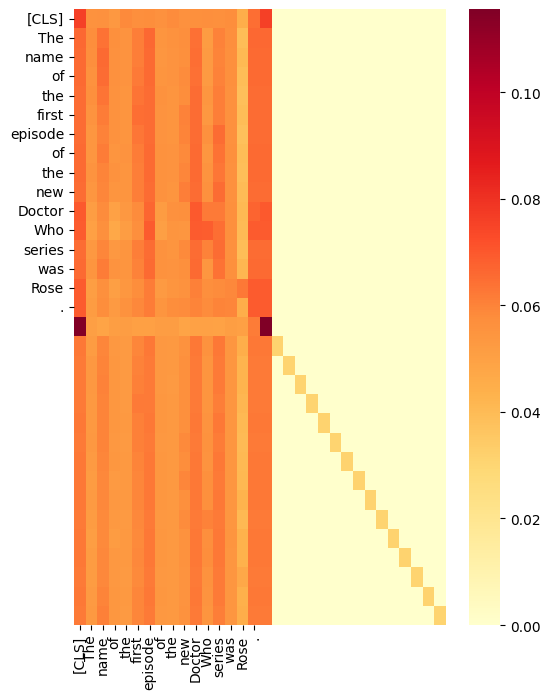 [CLS]
The
name
of
the
first
episode
of
the
new
Doctor
Who
series
was
Rose
.
[CLS]
The
name
of
the
first
episode
of
the
new
Doctor
Who
series
was
Rose
.
0.10
0.08
0.06
0.04
0.02
0.00